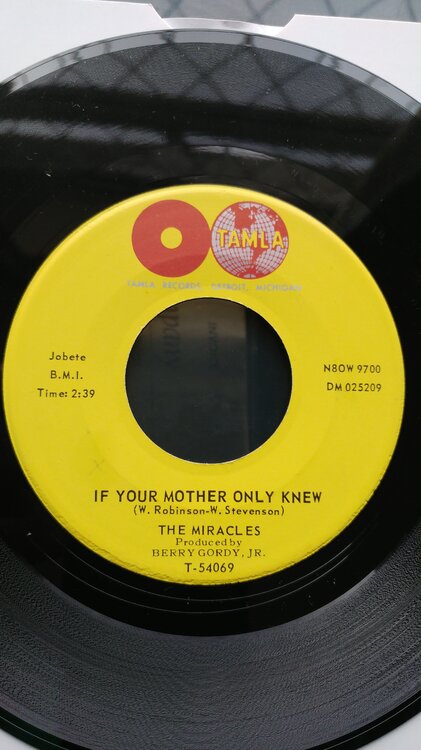 TAMLA
TAMLA RECORDS, DETROIT, MICHIGAN
Jobete
B.M.I.
Time: 2:39
N8OW 9700
DM 025209
IF YOUR MOTHER ONLY KNEW
(W. Robinson-W. Stevenson)
THE MIRACLES
Produced by
BERRY GORDY, JR.
T-54069